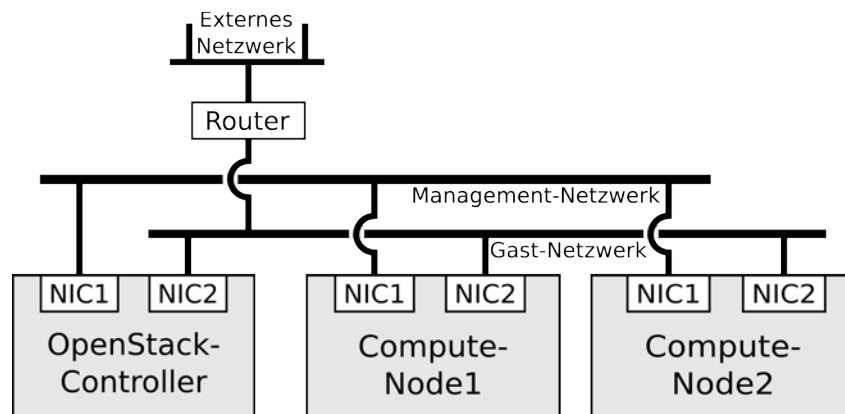 Externes
Netzwerk
Router
Management-Netzwerk
Gast-Netzwerk
NIC1
NIC2
NIC1
NIC2
NIC1
NIC2
OpenStack-
Controller
Compute-
Node1
Compute-
Node2